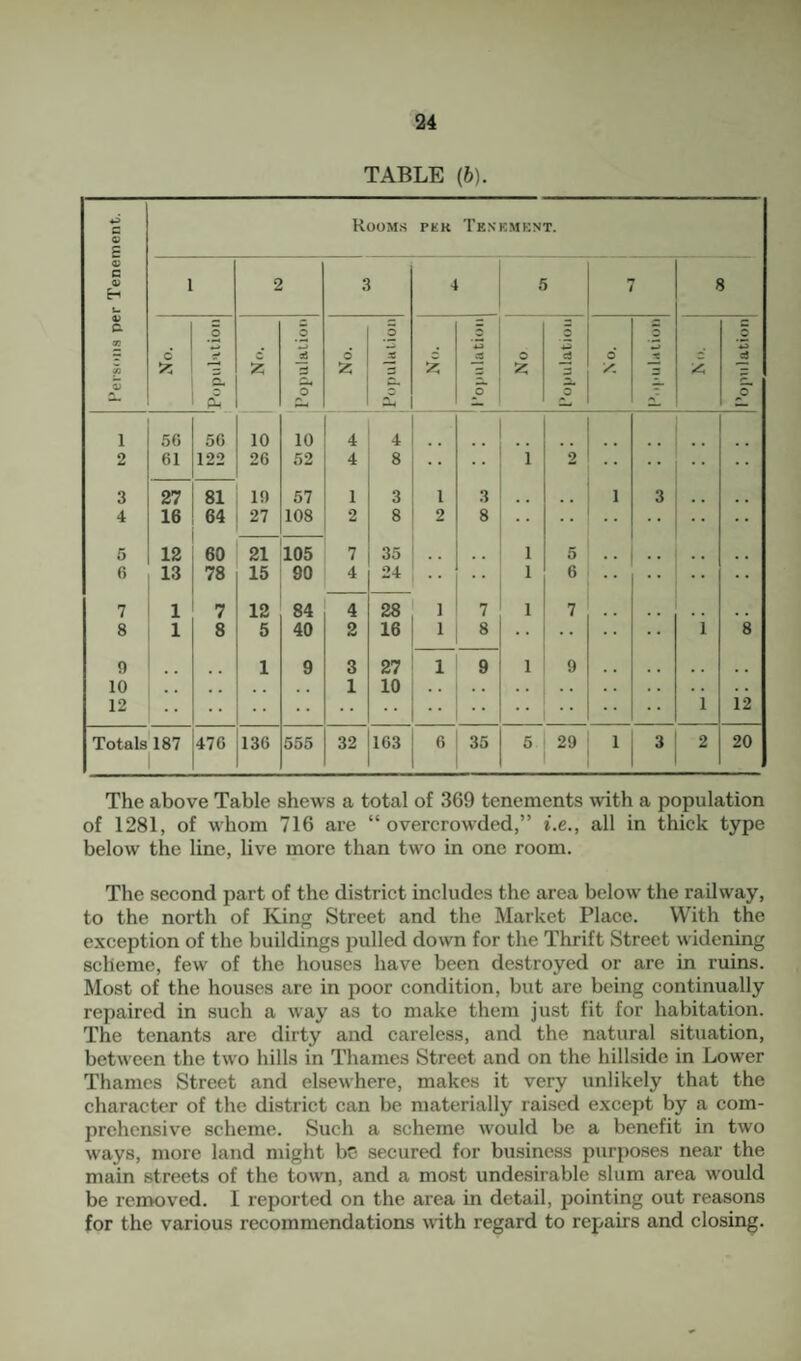 24
TABLE (b).
Persons per Tenement. | Rooms per Tenement.
1 | 2 | 3 | 4 | 5 | 7 | 8
No. | Population | No. | Population | No. | Population | No. | Population | No | Population | No. | Population | No. | Population
1 | 56 | 56 | 10 | 10 | 4 | 4 | .. | .. | .. | .. | .. | .. | .. | ..
2 | 61 | 122 | 26 | 52 | 4 | 8 | .. | .. | 1 | 2 | .. | .. | .. | ..
3 | 27 | 81 | 19 | 57 | 1 | 3 | 1 | 3 | .. | .. | 1 | 3 | .. | ..
4 | 16 | 64 | 27 | 108 | 2 | 8 | 2 | 8 | .. | .. | .. | .. | .. | ..
5 | 12 | 60 | 21 | 105 | 7 | 35 | .. | .. | 1 | 5 | .. | .. | .. | ..
6 | 13 | 78 | 15 | 90 | 4 | 24 | .. | .. | 1 | 6 | .. | .. | .. | ..
7 | 1 | 7 | 12 | 84 | 4 | 28 | 1 | 7 | 1 | 7 | .. | .. | .. | ..
8 | 1 | 8 | 5 | 40 | 2 | 16 | 1 | 8 | .. | .. | .. | .. | 1 | 8
9 | .. | .. | 1 | 9 | 3 | 27 | 1 | 9 | 1 | 9 | .. | .. | .. | ..
10 | .. | .. | .. | .. | 1 | 10 | .. | .. | .. | .. | .. | .. | .. | ..
12 | .. | .. | .. | .. | .. | .. | .. | .. | .. | .. | .. | .. | 1 | 12
Totals | 187 | 476 | 136 | 555 | 32 | 163 | 6 | 35 | 5 | 29 | 1 | 3 | 2 | 20
The above Table shews a total of 369 tenements with a population
of 1281, of whom 716 are “ overcrowded,” i.e., all in thick type
below the line, live more than two in one room.
The second part of the district includes the area below the railway,
to the north of King Street and the Market Place. With the
exception of the buildings pulled down for the Thrift Street widening
scheme, few of the houses have been destroyed or are in ruins.
Most of the houses are in poor condition, but are being continually
repaired in such a way as to make them just fit for habitation.
The tenants are dirty and careless, and the natural situation,
between the two hills in Thames Street and on the hillside in Lower
Thames Street and elsewhere, makes it very unlikely that the
character of the district can be materially raised except by a com-
prehensive scheme. Such a scheme would be a benefit in two
ways, more land might be secured for business purposes near the
main streets of the town, and a most undesirable slum area would
be removed. I reported on the area in detail, pointing out reasons
for the various recommendations with regard to repairs and closing.